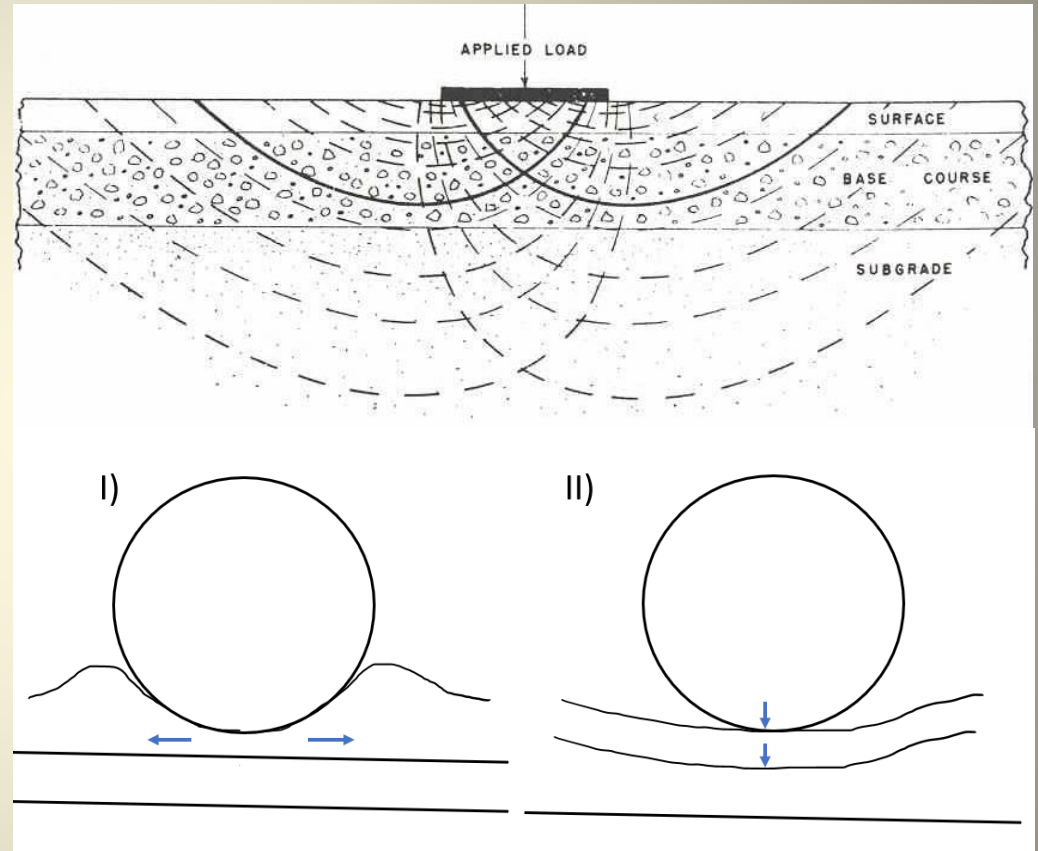 APPLIED LOAD
SURFACE
BASE COURSE
SUBGRADE
I)
II)